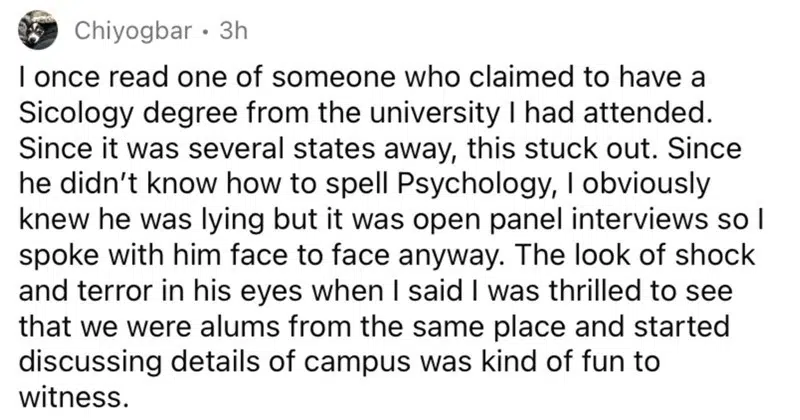 Chiyogbar • 3h
I once read one of someone who claimed to have a
Sicology degree from the university I had attended.
Since it was several states away, this stuck out. Since
he didn’t know how to spell Psychology, I obviously
knew he was lying but it was open panel interviews so I
spoke with him face to face anyway. The look of shock
and terror in his eyes when I said I was thrilled to see
that we were alums from the same place and started
discussing details of campus was kind of fun to
witness.